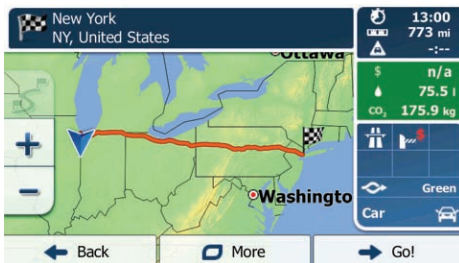 New York
NY, United States
13:00
773 mi
-:--
$ n/a
75.5 l
CO₂ 175.9 kg
$
Green
Car
Ottawa
Washingto
+
−
Back
More
Go!